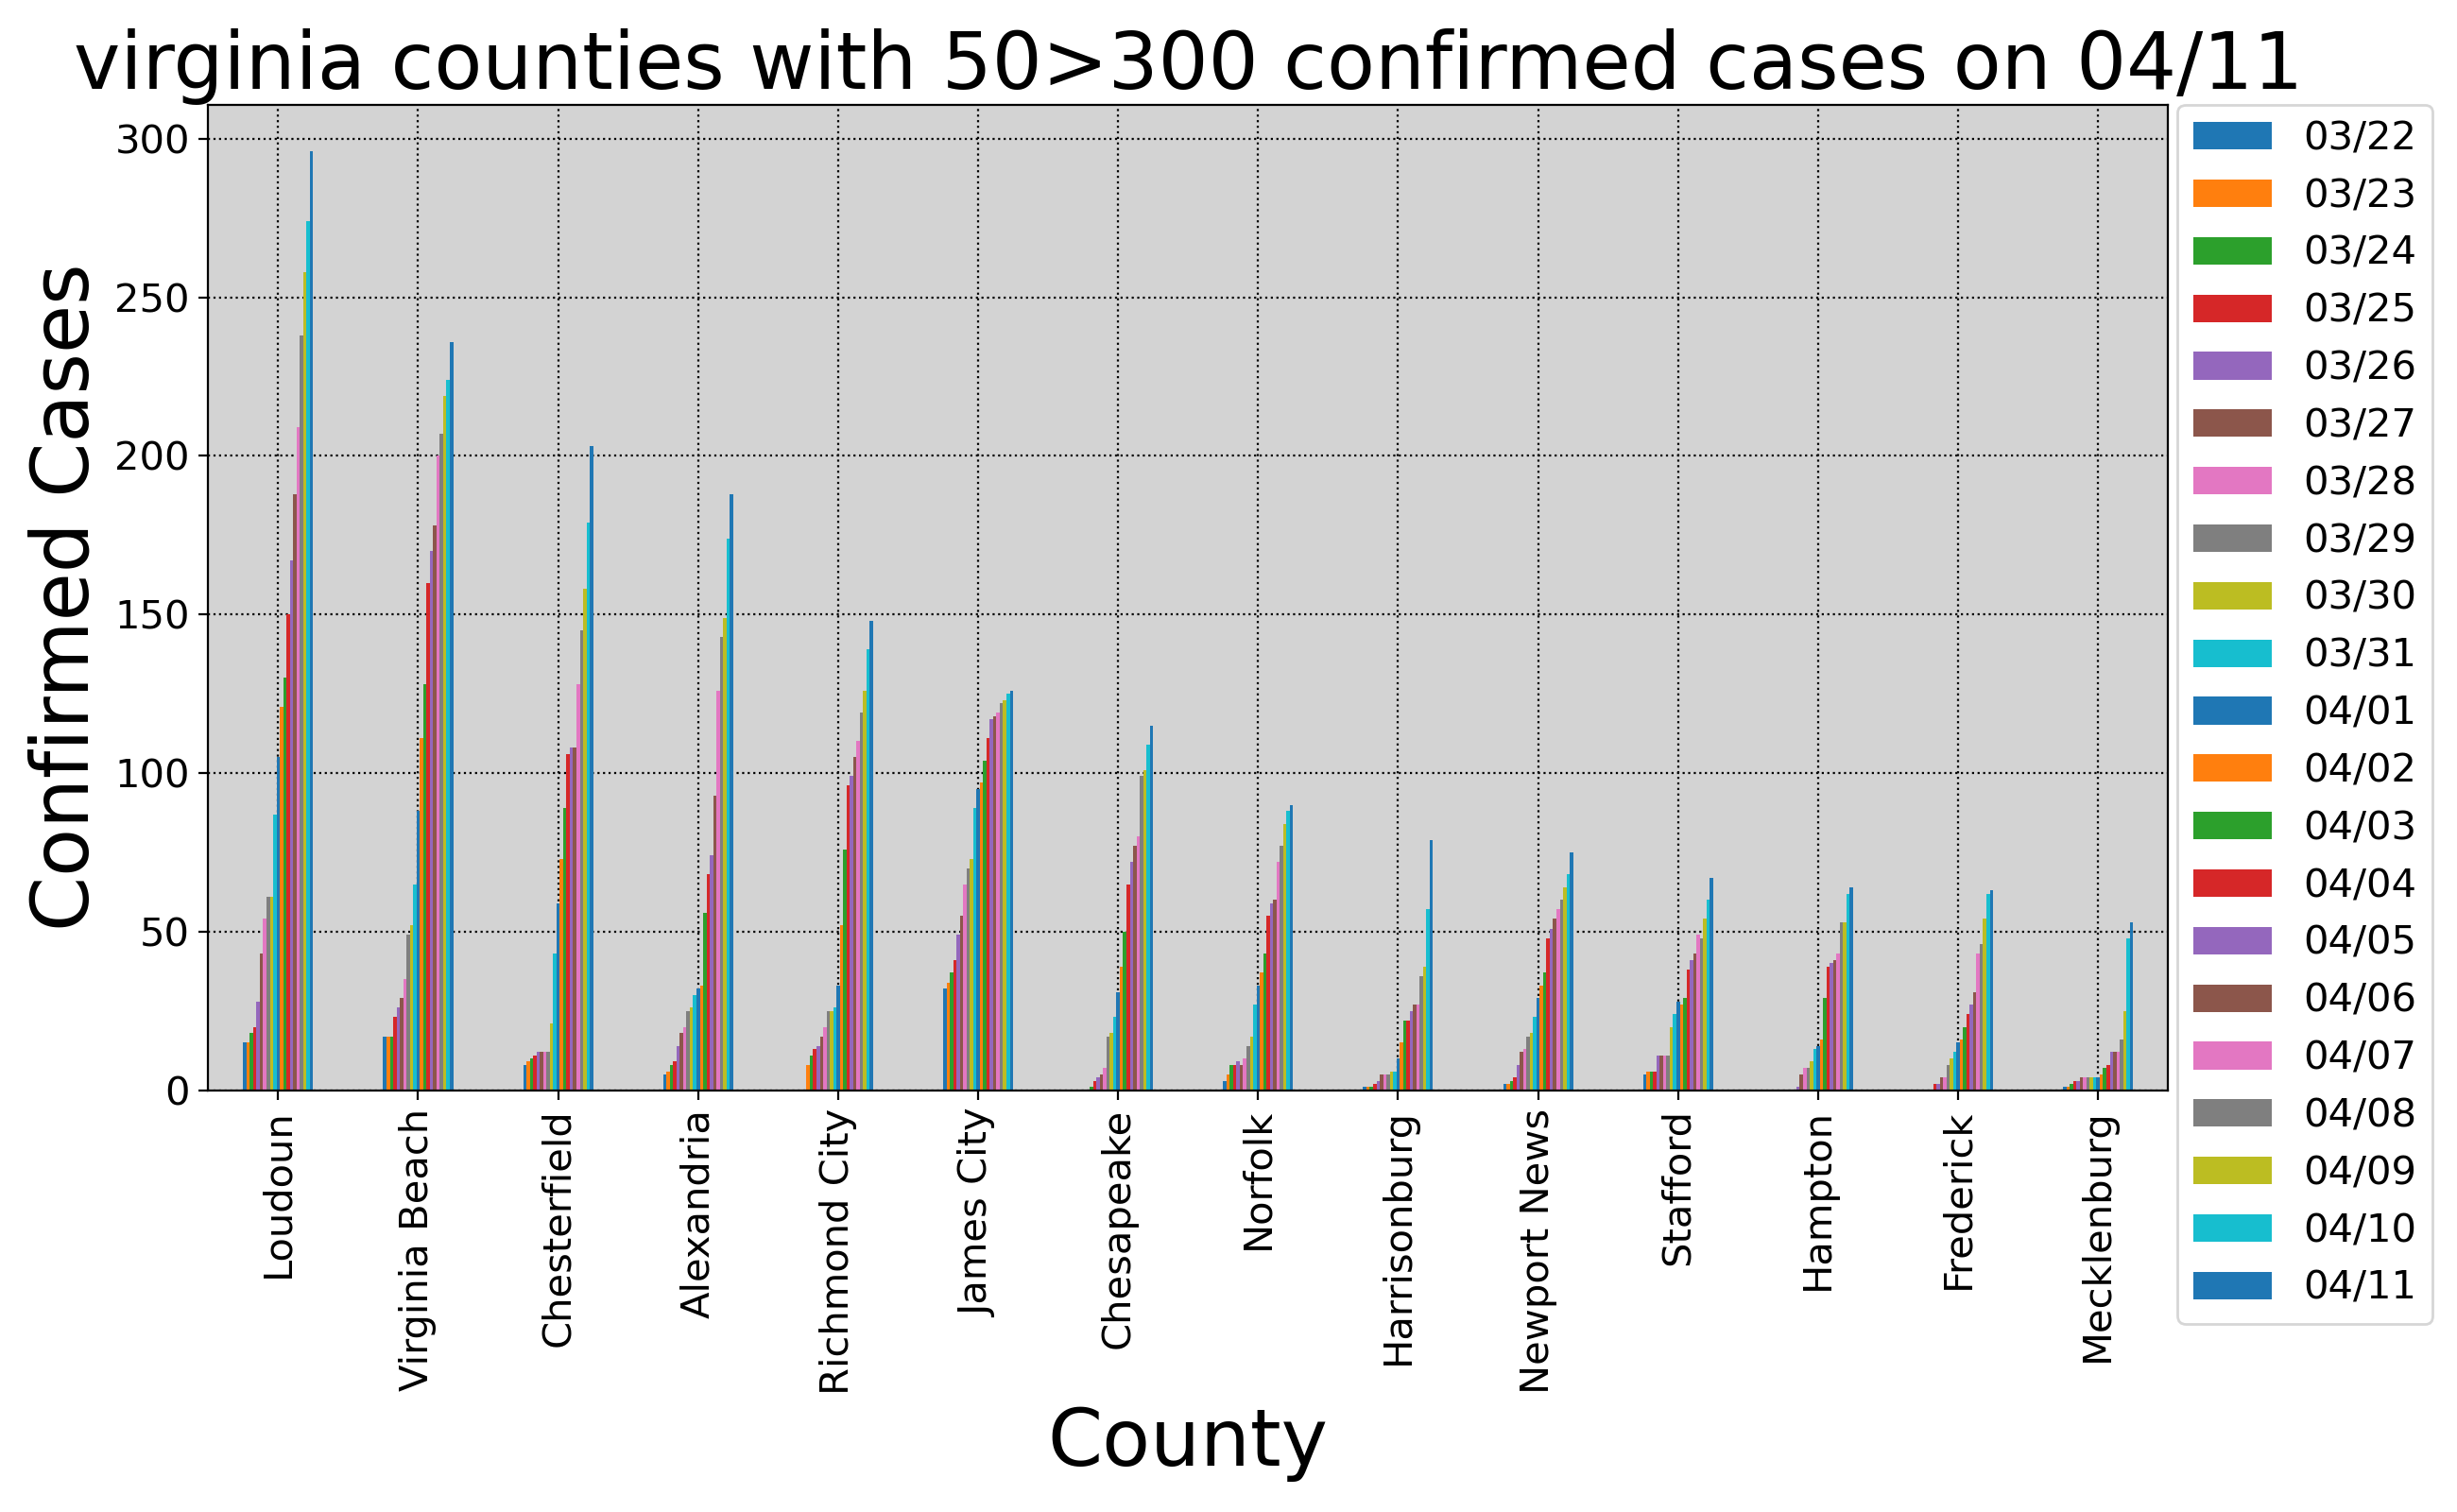 virginia counties with 50>300 confirmed cases on 04/11
Confirmed Cases
300
250
200
150
100
50
0
Loudoun
Virginia Beach
Chesterfield
Alexandria
Richmond City
James City
Chesapeake
Norfolk
Harrisonburg
Newport News
Stafford
Hampton
Frederick
Mecklenburg
County
03/22
03/23
03/24
03/25
03/26
03/27
03/28
03/29
03/30
03/31
04/01
04/02
04/03
04/04
04/05
04/06
04/07
04/08
04/09
04/10
04/11